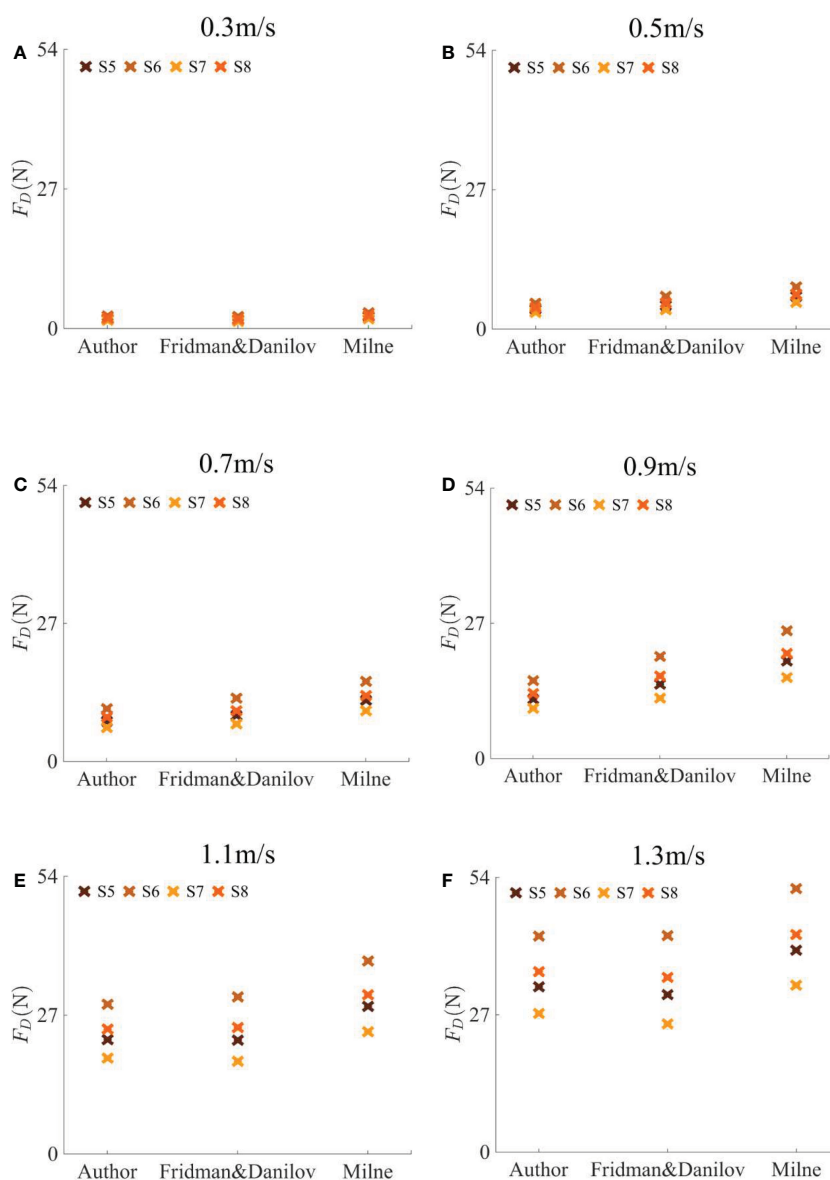 0.3m/s
A
54
S5 S6 S7 S8
27
F_D(N)
0
Author Fridman&Danilov Milne
0.5m/s
B
54
S5 S6 S7 S8
27
F_D(N)
0
Author Fridman&Danilov Milne
0.7m/s
C
54
S5 S6 S7 S8
27
F_D(N)
0
Author Fridman&Danilov Milne
0.9m/s
D
54
S5 S6 S7 S8
27
F_D(N)
0
Author Fridman&Danilov Milne
1.1m/s
E
54
S5 S6 S7 S8
27
F_D(N)
0
Author Fridman&Danilov Milne
1.3m/s
F
54
S5 S6 S7 S8
27
F_D(N)
0
Author Fridman&Danilov Milne